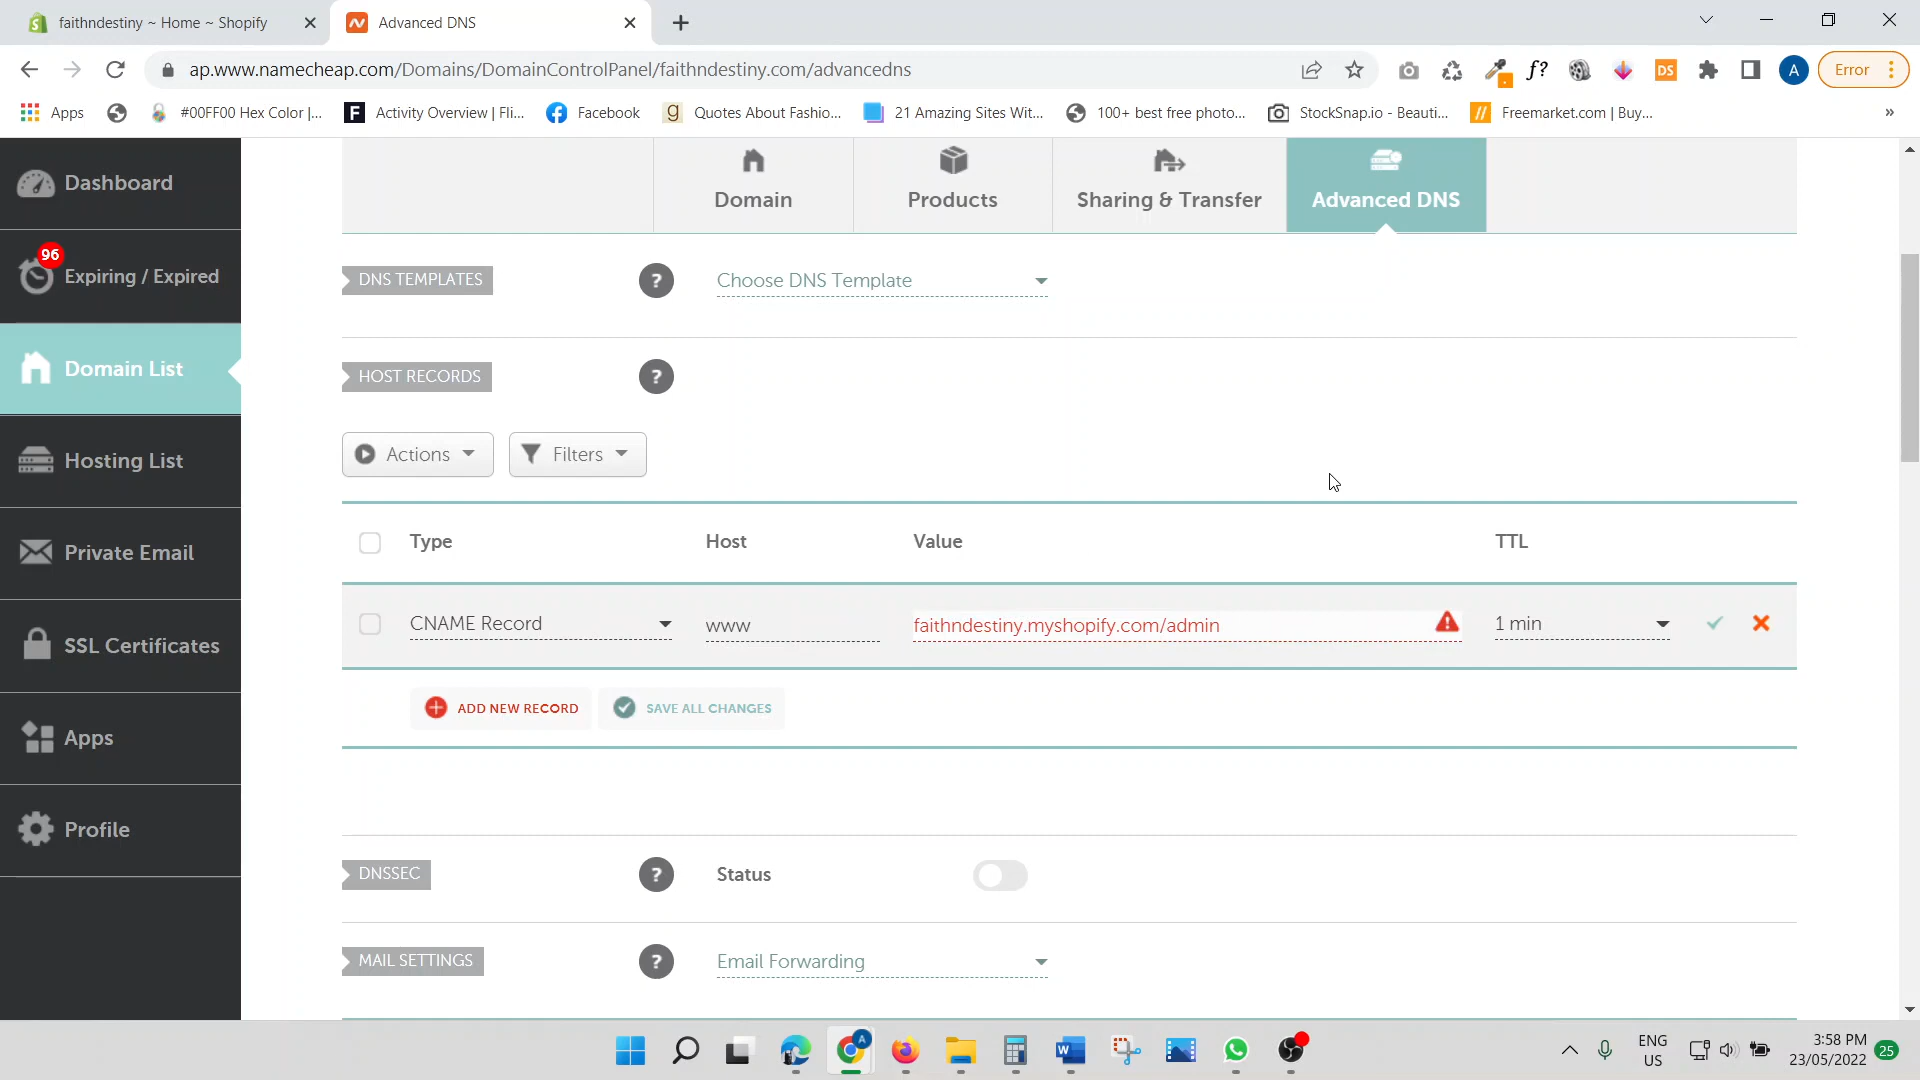 faithndestiny ~ Home ~ Shopify
Advanced DNS
ap.www.namecheap.com/Domains/DomainControlPanel/faithndestiny.com/advancedns
f?
DS
A
Error
Apps
#00FF00 Hex Color |...
F
Activity Overview | Fli...
Facebook
g
Quotes About Fashio...
21 Amazing Sites Wit...
100+ best free photo...
StockSnap.io - Beauti...
Freemarket.com | Buy...
»
Dashboard
96
Expiring / Expired
Domain List
Hosting List
Private Email
SSL Certificates
Apps
Profile
Domain
Products
Sharing & Transfer
Advanced DNS
DNS TEMPLATES
?
Choose DNS Template
HOST RECORDS
?
Actions
Filters
Type
Host
Value
TTL
CNAME Record
www
faithndestiny.myshopify.com/admin
1 min
ADD NEW RECORD
SAVE ALL CHANGES
DNSSEC
?
Status
MAIL SETTINGS
?
Email Forwarding
A
W
ENG
US
3:58 PM
23/05/2022
25